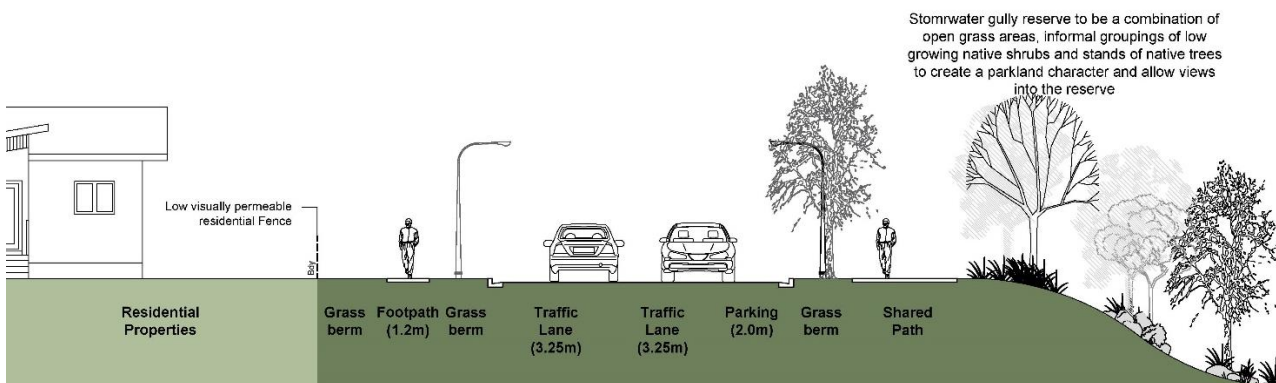 Stomrwater gully reserve to be a combination of
open grass areas, informal groupings of low
growing native shrubs and stands of native trees
to create a parkland character and allow views
into the reserve
Low visually permeable
residential Fence
Bdy
Residential
Properties
Grass
berm
Footpath
(1.2m)
Grass
berm
Traffic
Lane
(3.25m)
Traffic
Lane
(3.25m)
Parking
(2.0m)
Grass
berm
Shared
Path